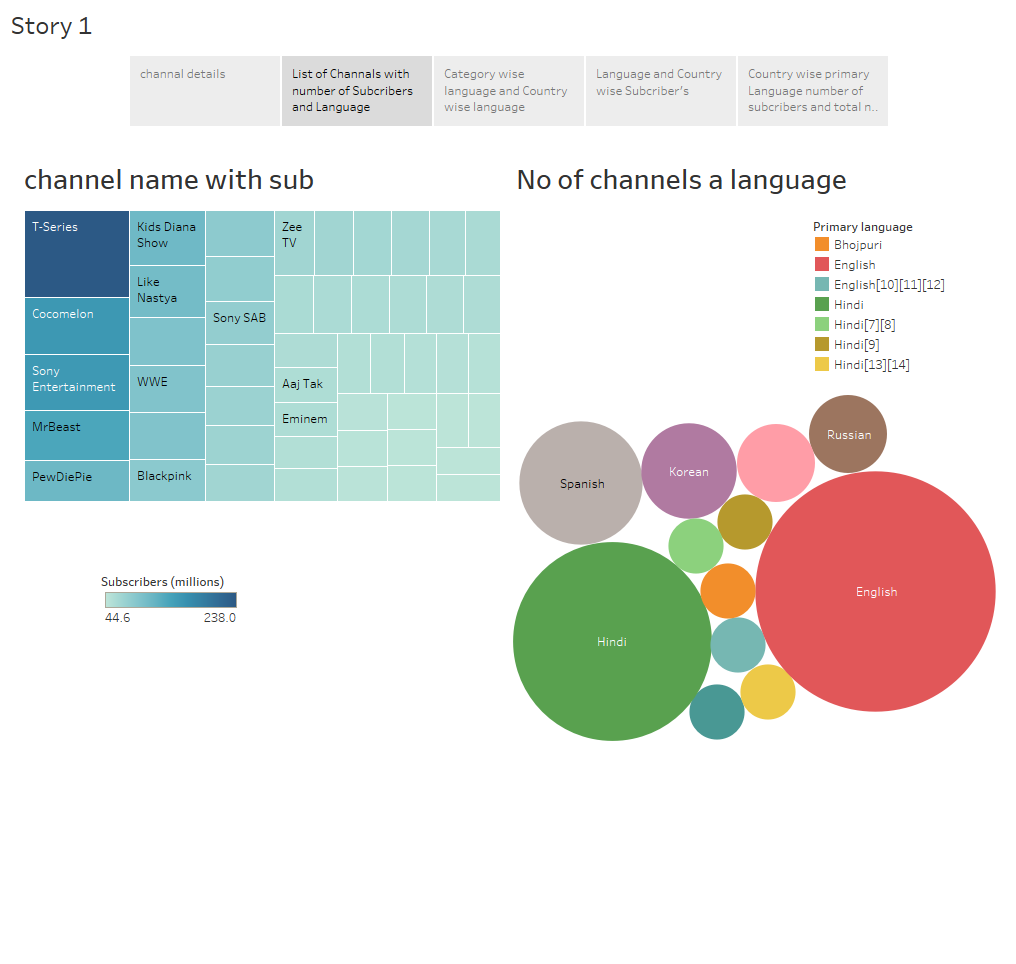 Story 1
channal details
List of Channals with
number of Subcribers
and Language
Category wise
language and Country
wise language
Language and Country
wise Subcriber's
Country wise primary
Language number of
subcribers and total n..
channel name with sub
T-Series
Cocomelon
Sony
Entertainment
MrBeast
PewDiePie
Kids Diana
Show
Like
Nastya
WWE
Blackpink
Sony SAB
Zee
TV
Aaj Tak
Eminem
Subscribers (millions)
44.6 238.0
No of channels a language
Primary language
Bhojpuri
English
English[10][11][12]
Hindi
Hindi[7][8]
Hindi[9]
Hindi[13][14]
Russian
Korean
Spanish
English
Hindi